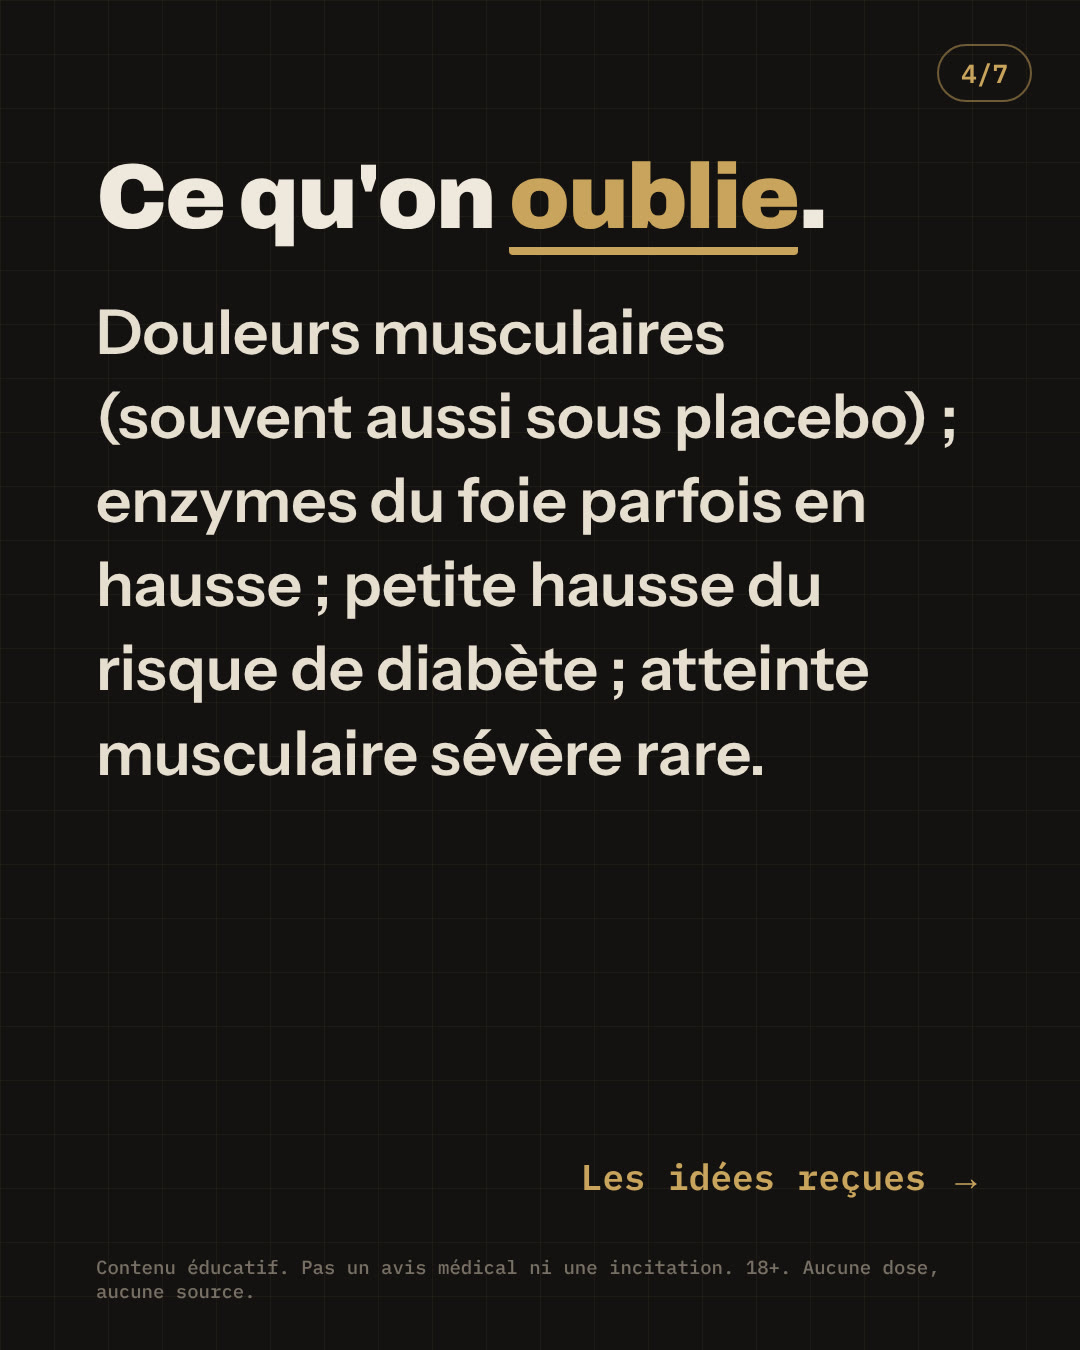 4/7
Ce qu'on oublie.
Douleurs musculaires
(souvent aussi sous placebo) ;
enzymes du foie parfois en
hausse ; petite hausse du
risque de diabète ; atteinte
musculaire sévère rare.
Les idées reçues →
Contenu éducatif. Pas un avis médical ni une incitation. 18+. Aucune dose,
aucune source.